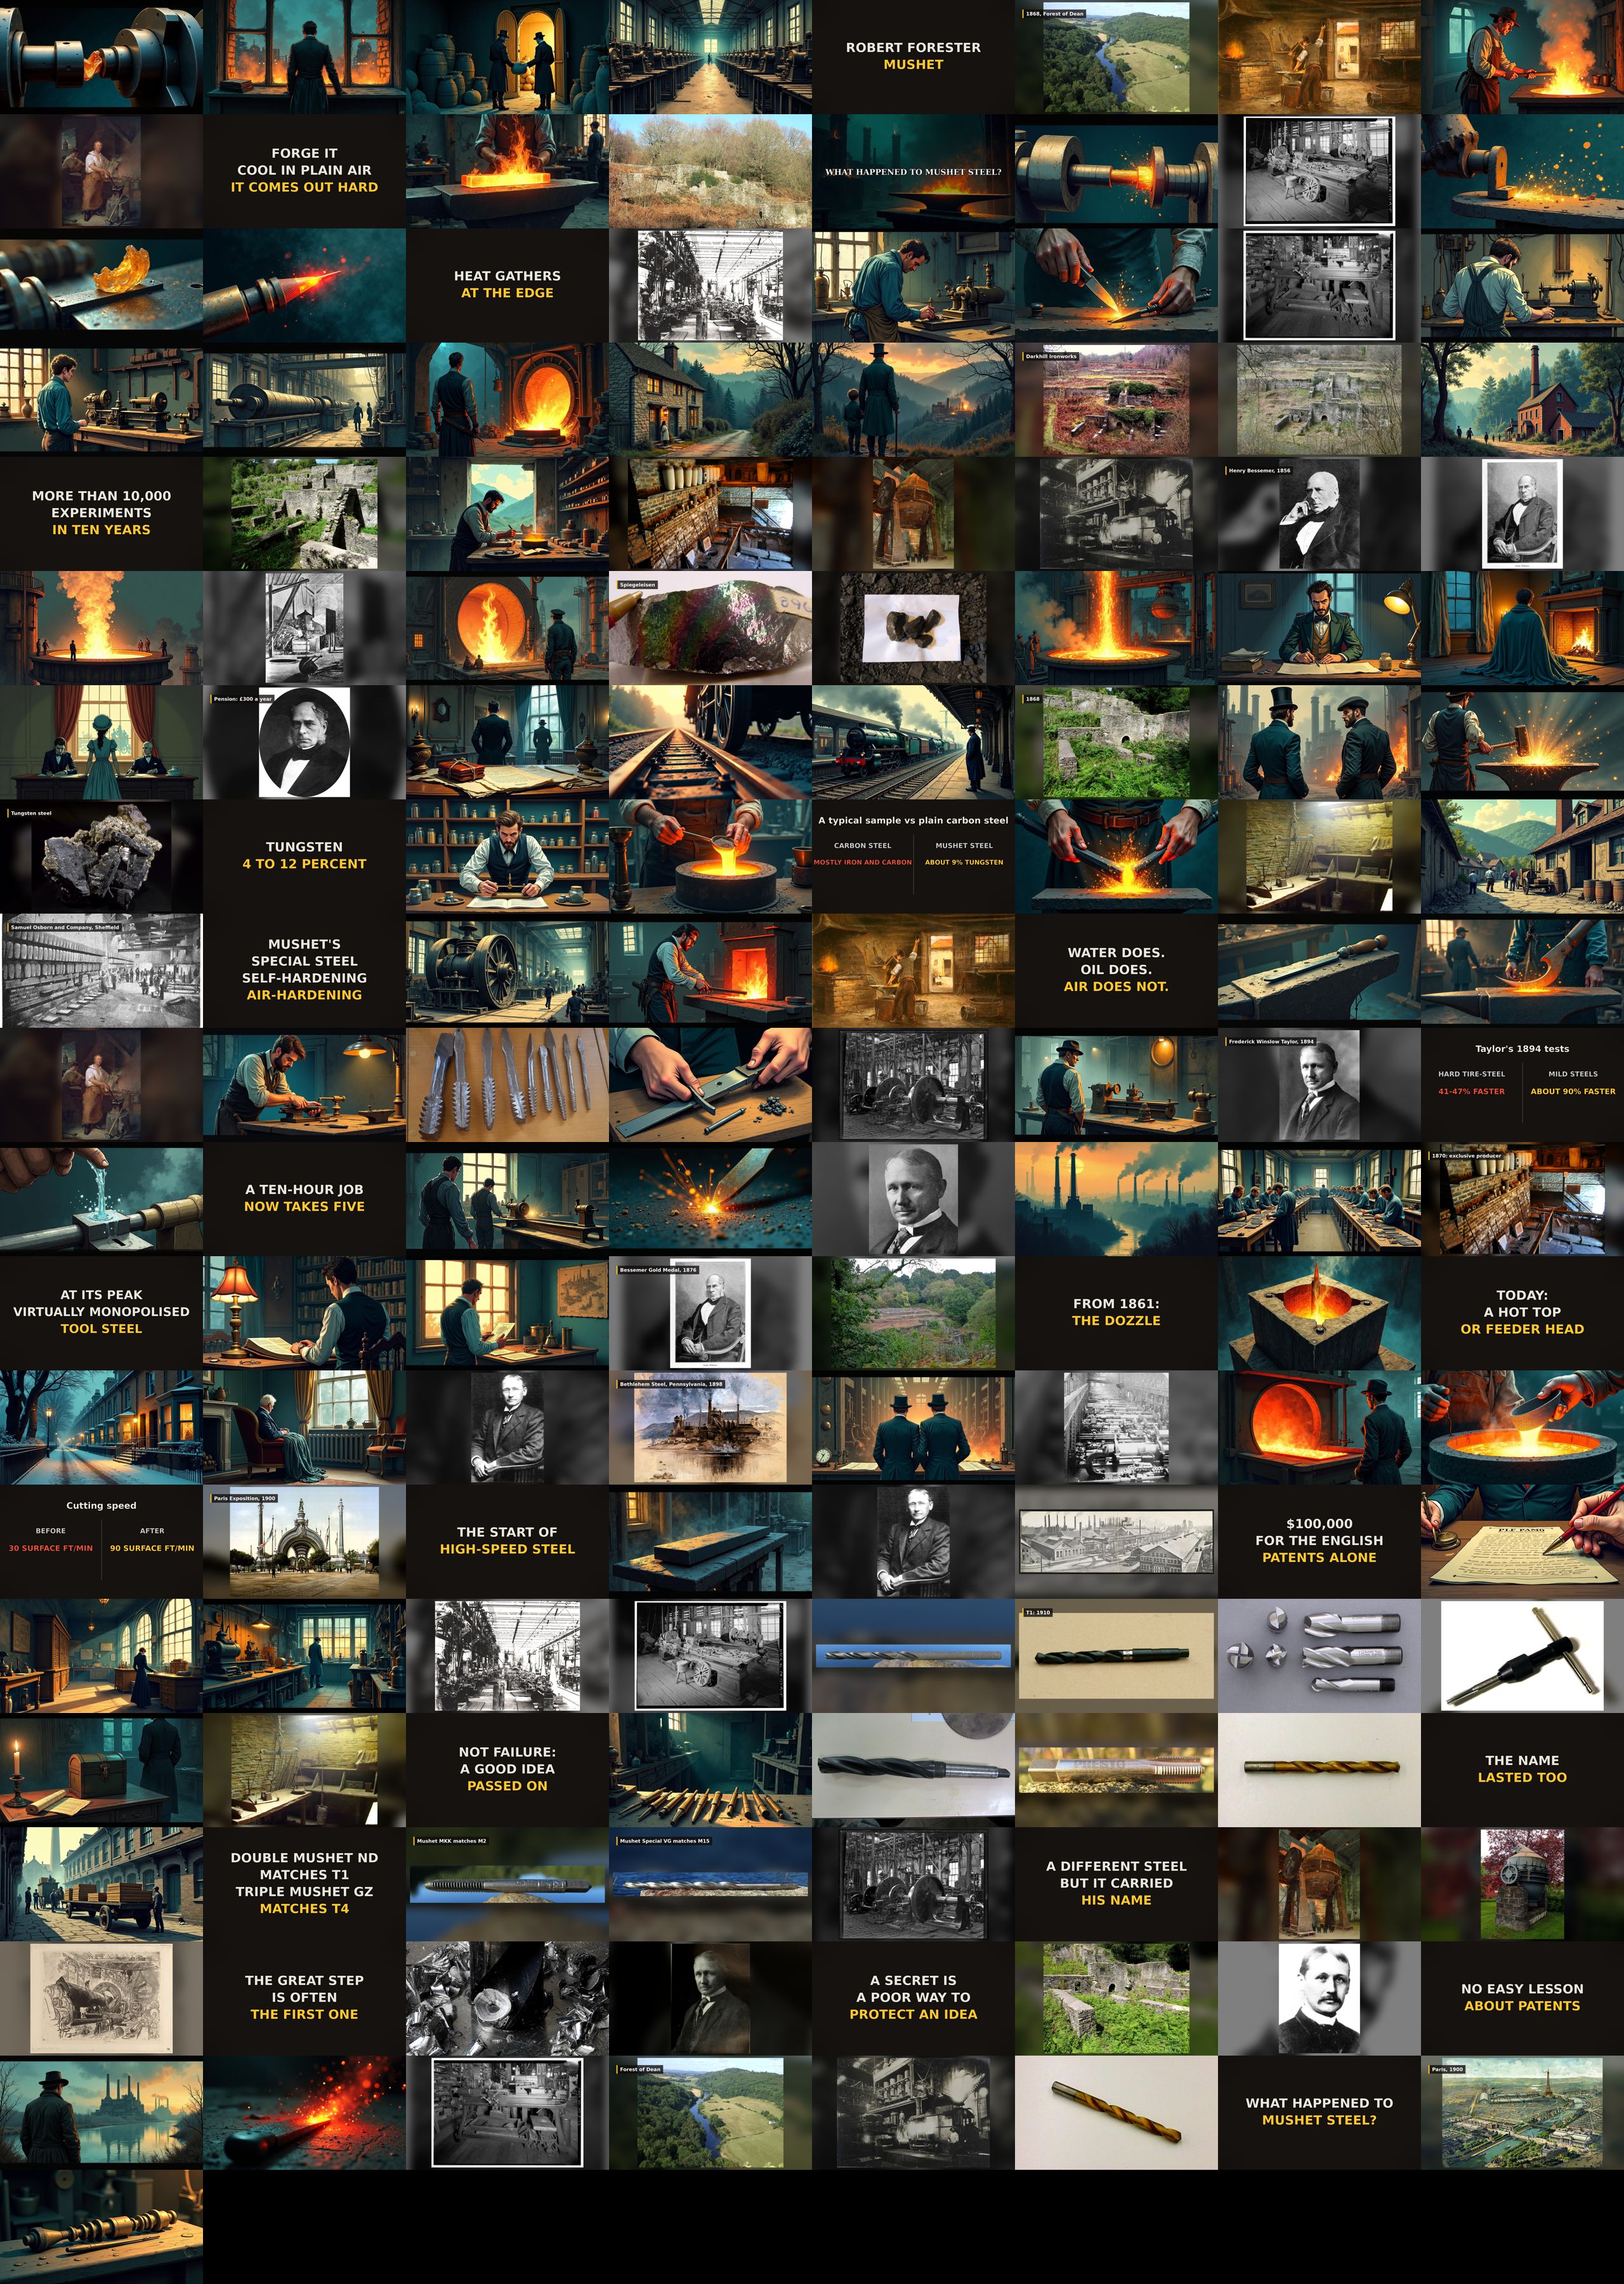 ROBERT FORESTER
MUSHET
1868, Forest of Dean
FORGE IT
COOL IN PLAIN AIR
IT COMES OUT HARD
WHAT HAPPENED TO MUSHET STEEL?
HEAT GATHERS
AT THE EDGE
Darkhill Ironworks
MORE THAN 10,000
EXPERIMENTS
IN TEN YEARS
Henry Bessemer, 1856
Spiegeleisen
Pension: £300 a year
1868
Tungsten steel
TUNGSTEN
4 TO 12 PERCENT
A typical sample vs plain carbon steel
CARBON STEEL
MUSHET STEEL
MOSTLY IRON AND CARBON
ABOUT 9% TUNGSTEN
Samuel Osborn and Company, Sheffield
MUSHET'S
SPECIAL STEEL
SELF-HARDENING
AIR-HARDENING
WATER DOES.
OIL DOES.
AIR DOES NOT.
Frederick Winslow Taylor, 1894
Taylor's 1894 tests
HARD TIRE-STEEL
MILD STEELS
41-47% FASTER
ABOUT 90% FASTER
A TEN-HOUR JOB
NOW TAKES FIVE
1870: exclusive producer
AT ITS PEAK
VIRTUALLY MONOPOLISED
TOOL STEEL
Bessemer Gold Medal, 1876
FROM 1861:
THE DOZZLE
TODAY:
A HOT TOP
OR FEEDER HEAD
Bethlehem Steel, Pennsylvania, 1898
Cutting speed
BEFORE
AFTER
30 SURFACE FT/MIN
90 SURFACE FT/MIN
Paris Exposition, 1900
THE START OF
HIGH-SPEED STEEL
$100,000
FOR THE ENGLISH
PATENTS ALONE
T1: 1910
NOT FAILURE:
A GOOD IDEA
PASSED ON
THE NAME
LASTED TOO
DOUBLE MUSHET ND
MATCHES T1
TRIPLE MUSHET GZ
MATCHES T4
Mushet MKK matches M2
Mushet Special VG matches M15
A DIFFERENT STEEL
BUT IT CARRIED
HIS NAME
THE GREAT STEP
IS OFTEN
THE FIRST ONE
A SECRET IS
A POOR WAY TO
PROTECT AN IDEA
NO EASY LESSON
ABOUT PATENTS
Forest of Dean
WHAT HAPPENED TO
MUSHET STEEL?
Paris, 1900